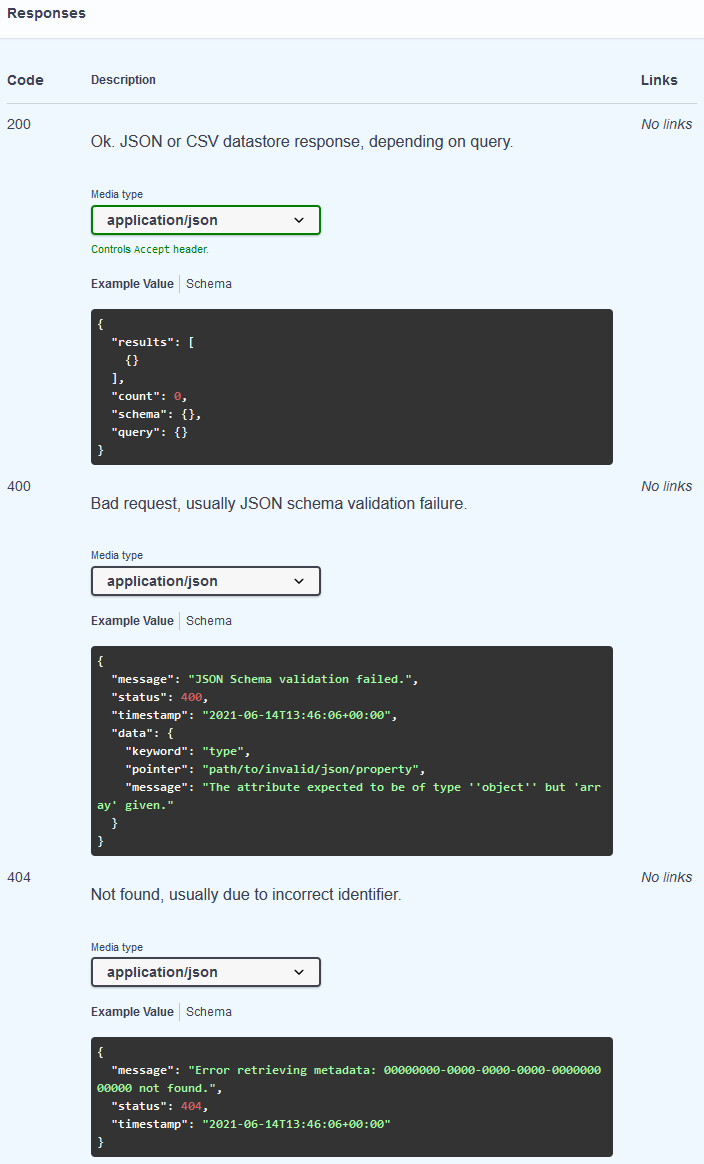 Responses
Code Description Links
200 No links
Ok. JSON or CSV datastore response, depending on query.
Media type
application/json
Controls Accept header.
Example Value Schema
{
  "results": [
    {}
  ],
  "count": 0,
  "schema": {},
  "query": {}
}
400 No links
Bad request, usually JSON schema validation failure.
Media type
application/json
Example Value Schema
{
  "message": "JSON Schema validation failed.",
  "status": 400,
  "timestamp": "2021-06-14T13:46:06+00:00",
  "data": {
    "keyword": "type",
    "pointer": "path/to/invalid/json/property",
    "message": "The attribute expected to be of type ''object'' but 'arr
ay' given."
  }
}
404 No links
Not found, usually due to incorrect identifier.
Media type
application/json
Example Value Schema
{
  "message": "Error retrieving metadata: 00000000-0000-0000-0000-0000000
00000 not found.",
  "status": 404,
  "timestamp": "2021-06-14T13:46:06+00:00"
}